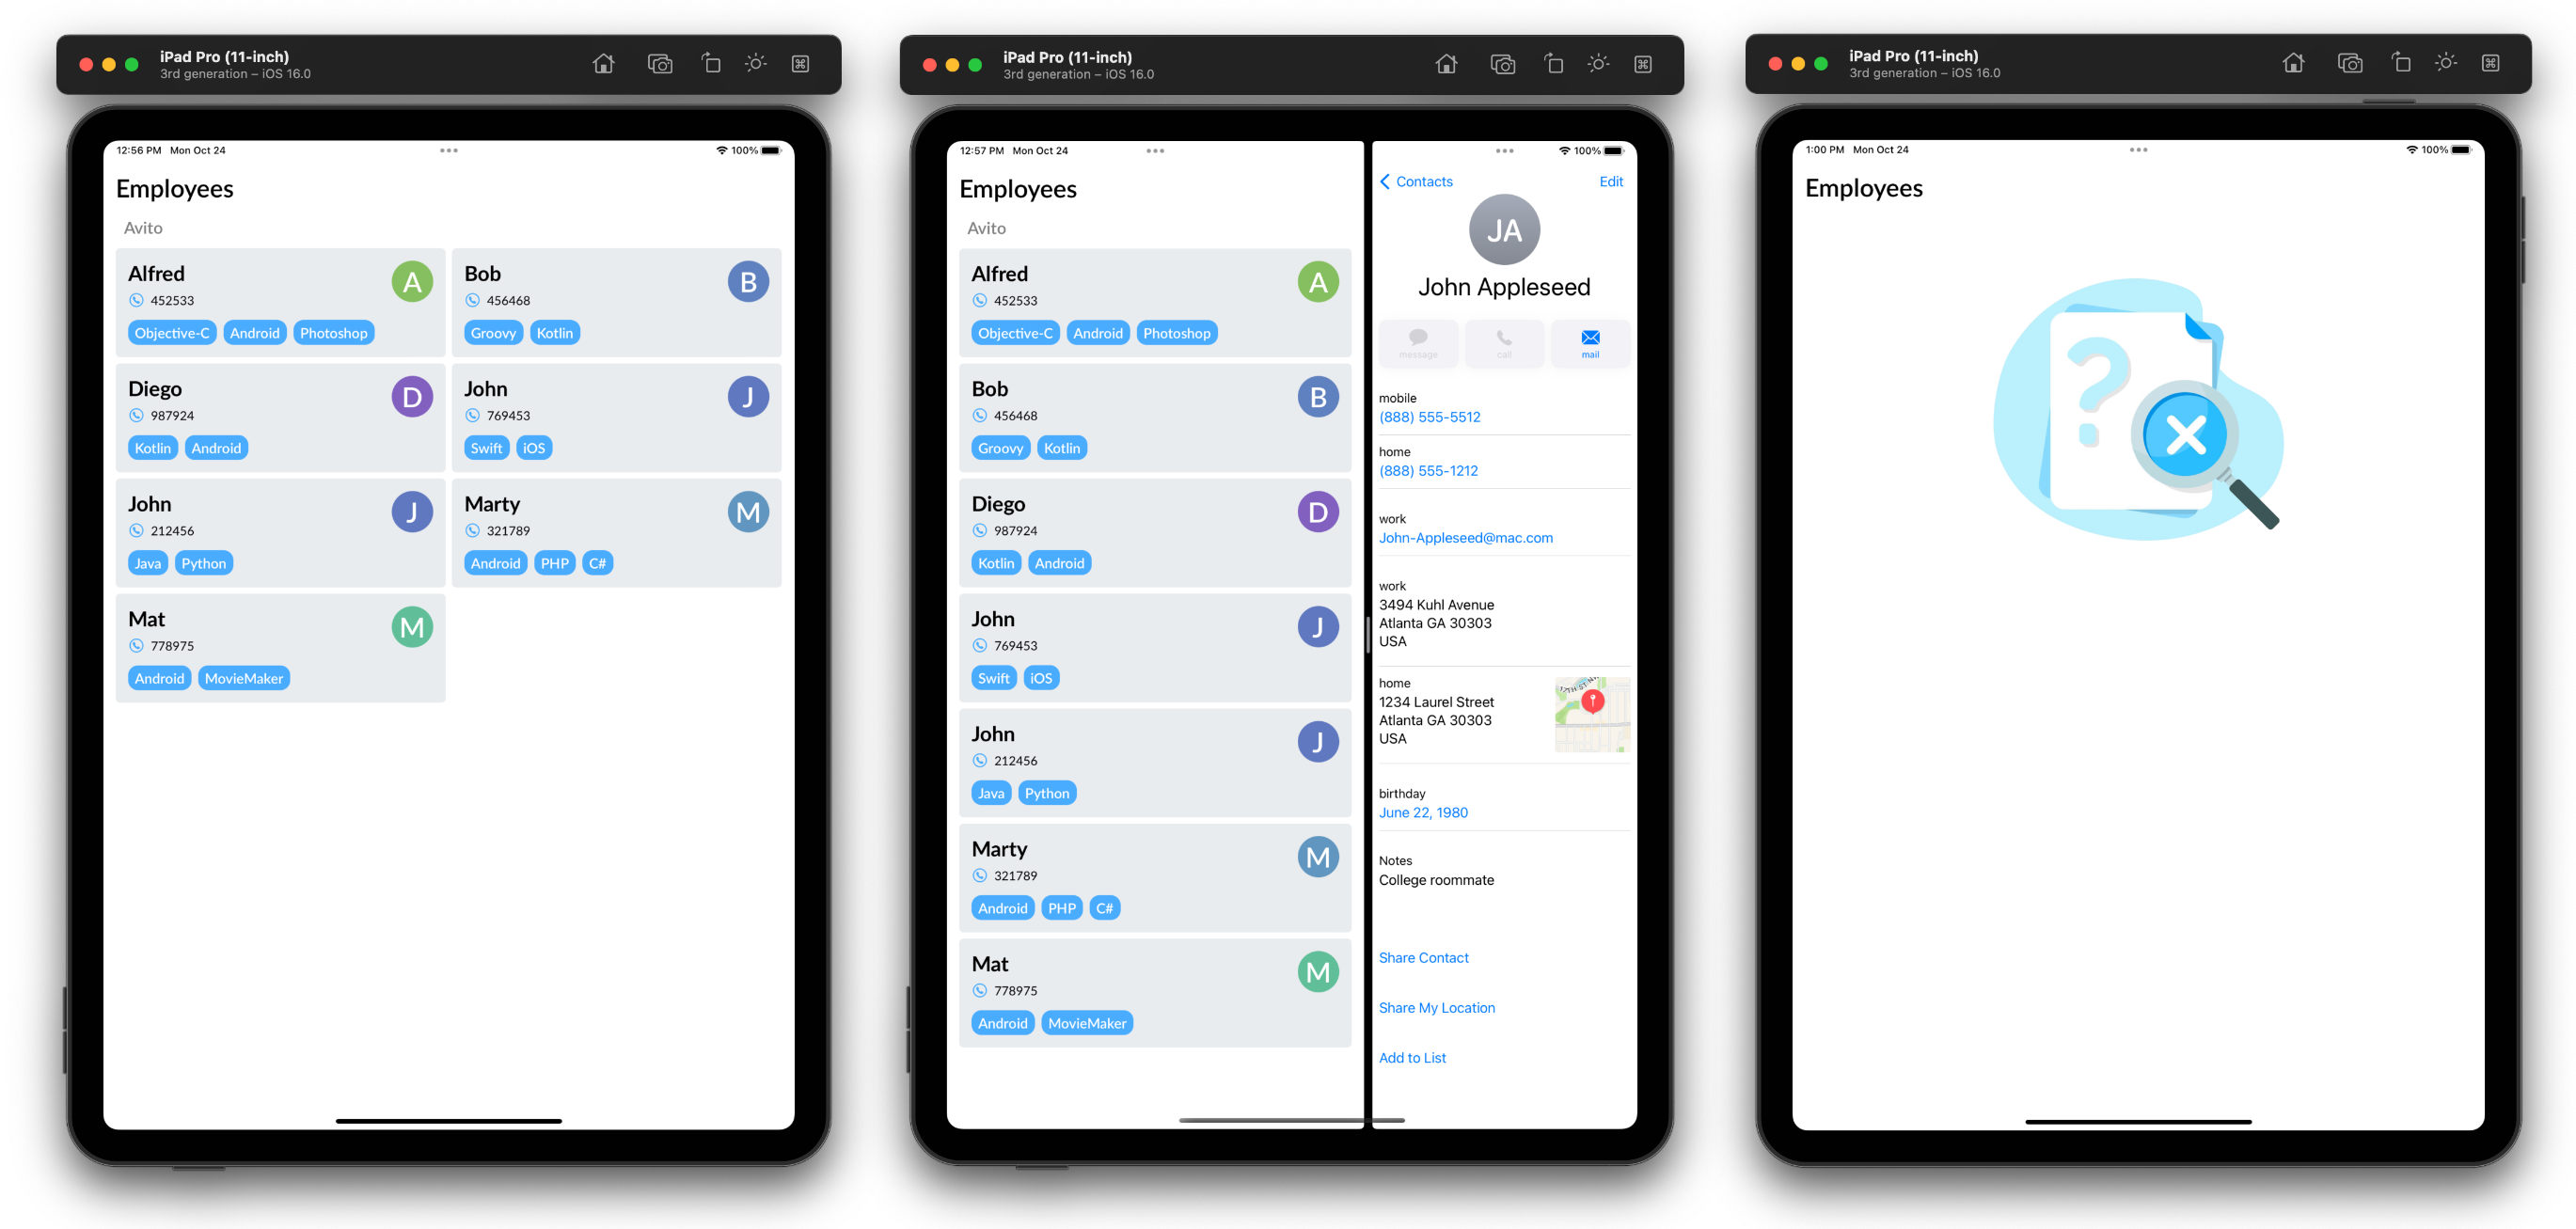 iPad Pro (11-inch)
3rd generation – iOS 16.0
12:56 PM Mon Oct 24
100%
Employees
Avito
Alfred
A
452533
Objective-C Android Photoshop
Bob
B
456468
Groovy Kotlin
Diego
D
987924
Kotlin Android
John
J
769453
Swift iOS
John
J
212456
Java Python
Marty
M
321789
Android PHP C#
Mat
M
778975
Android MovieMaker
iPad Pro (11-inch)
3rd generation – iOS 16.0
12:57 PM Mon Oct 24
Employees
Avito
Alfred
A
452533
Objective-C Android Photoshop
Bob
B
456468
Groovy Kotlin
Diego
D
987924
Kotlin Android
John
J
769453
Swift iOS
John
J
212456
Java Python
Marty
M
321789
Android PHP C#
Mat
M
778975
Android MovieMaker
100%
Contacts Edit
JA
John Appleseed
message call mail
mobile
(888) 555-5512
home
(888) 555-1212
work
John-Appleseed@mac.com
work
3494 Kuhl Avenue
Atlanta GA 30303
USA
home
1234 Laurel Street
Atlanta GA 30303
USA
birthday
June 22, 1980
Notes
College roommate
Share Contact
Share My Location
Add to List
iPad Pro (11-inch)
3rd generation – iOS 16.0
1:00 PM Mon Oct 24
100%
Employees
?